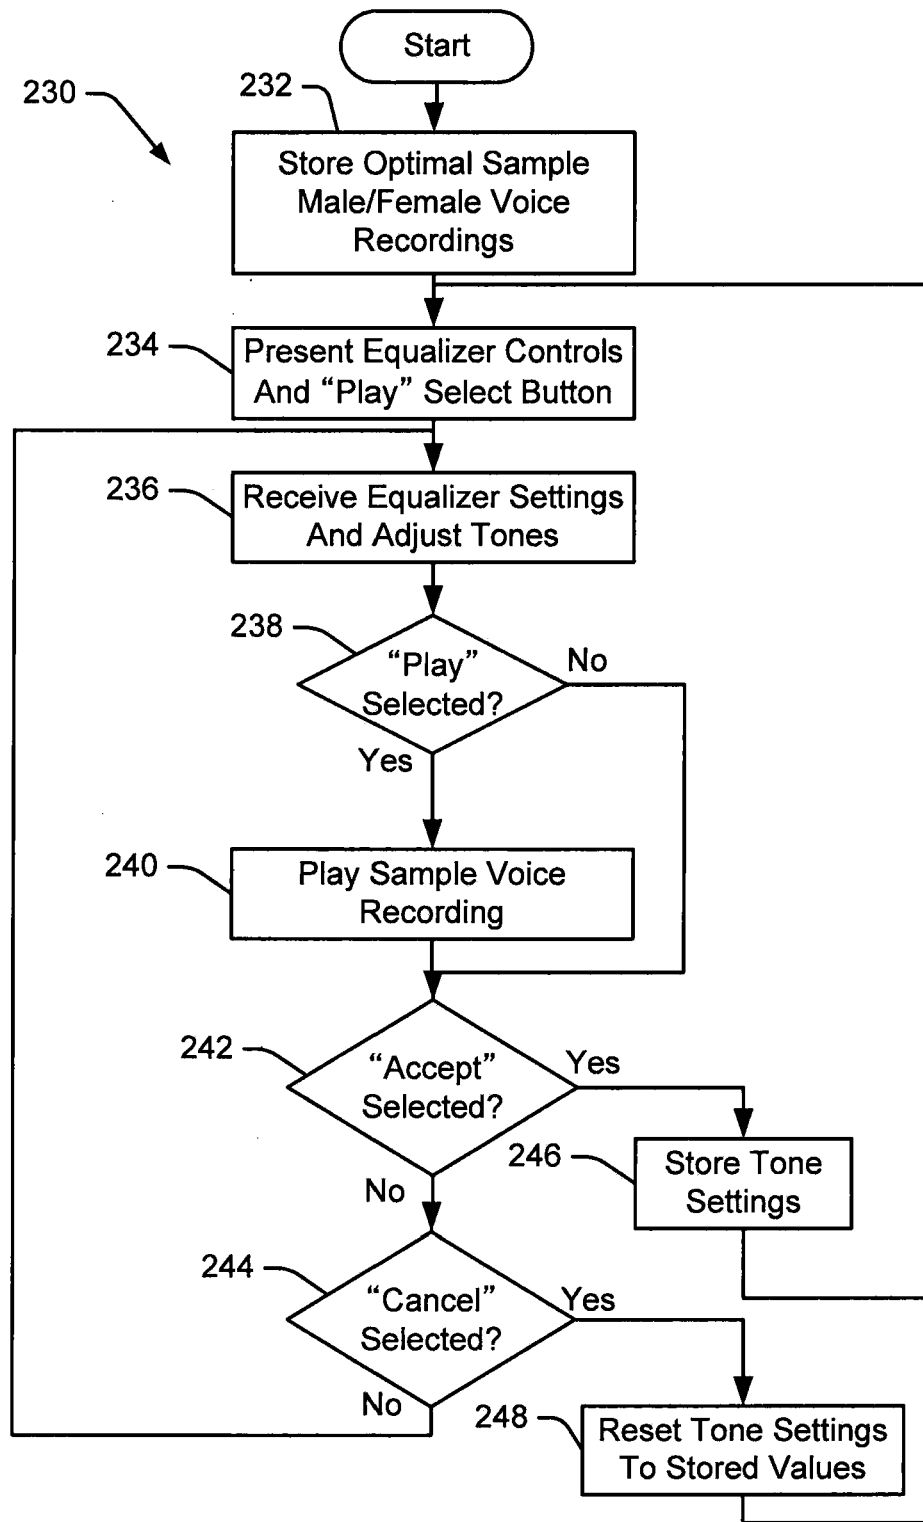 Start
230
232
Store Optimal Sample
Male/Female Voice
Recordings
234
Present Equalizer Controls
And “Play” Select Button
236
Receive Equalizer Settings
And Adjust Tones
238
“Play”
Selected?
No
Yes
240
Play Sample Voice
Recording
242
“Accept”
Selected?
Yes
No
246
Store Tone
Settings
244
“Cancel”
Selected?
Yes
No
248
Reset Tone Settings
To Stored Values